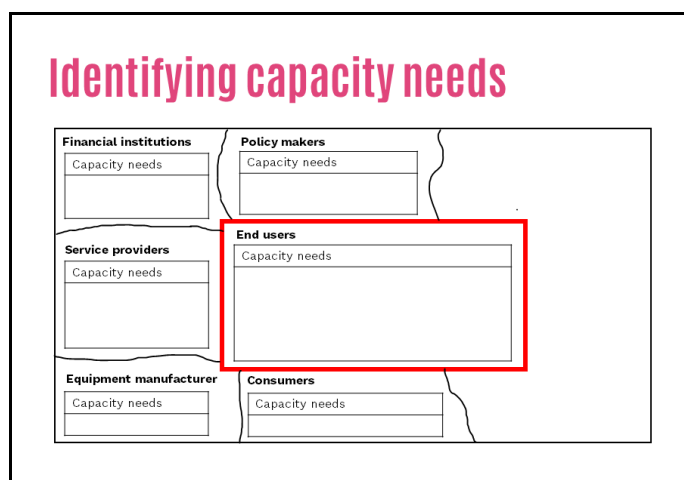 Identifying capacity needs
Financial institutions
Capacity needs
Policy makers
Capacity needs
Service providers
Capacity needs
End users
Capacity needs
Equipment manufacturer
Capacity needs
Consumers
Capacity needs